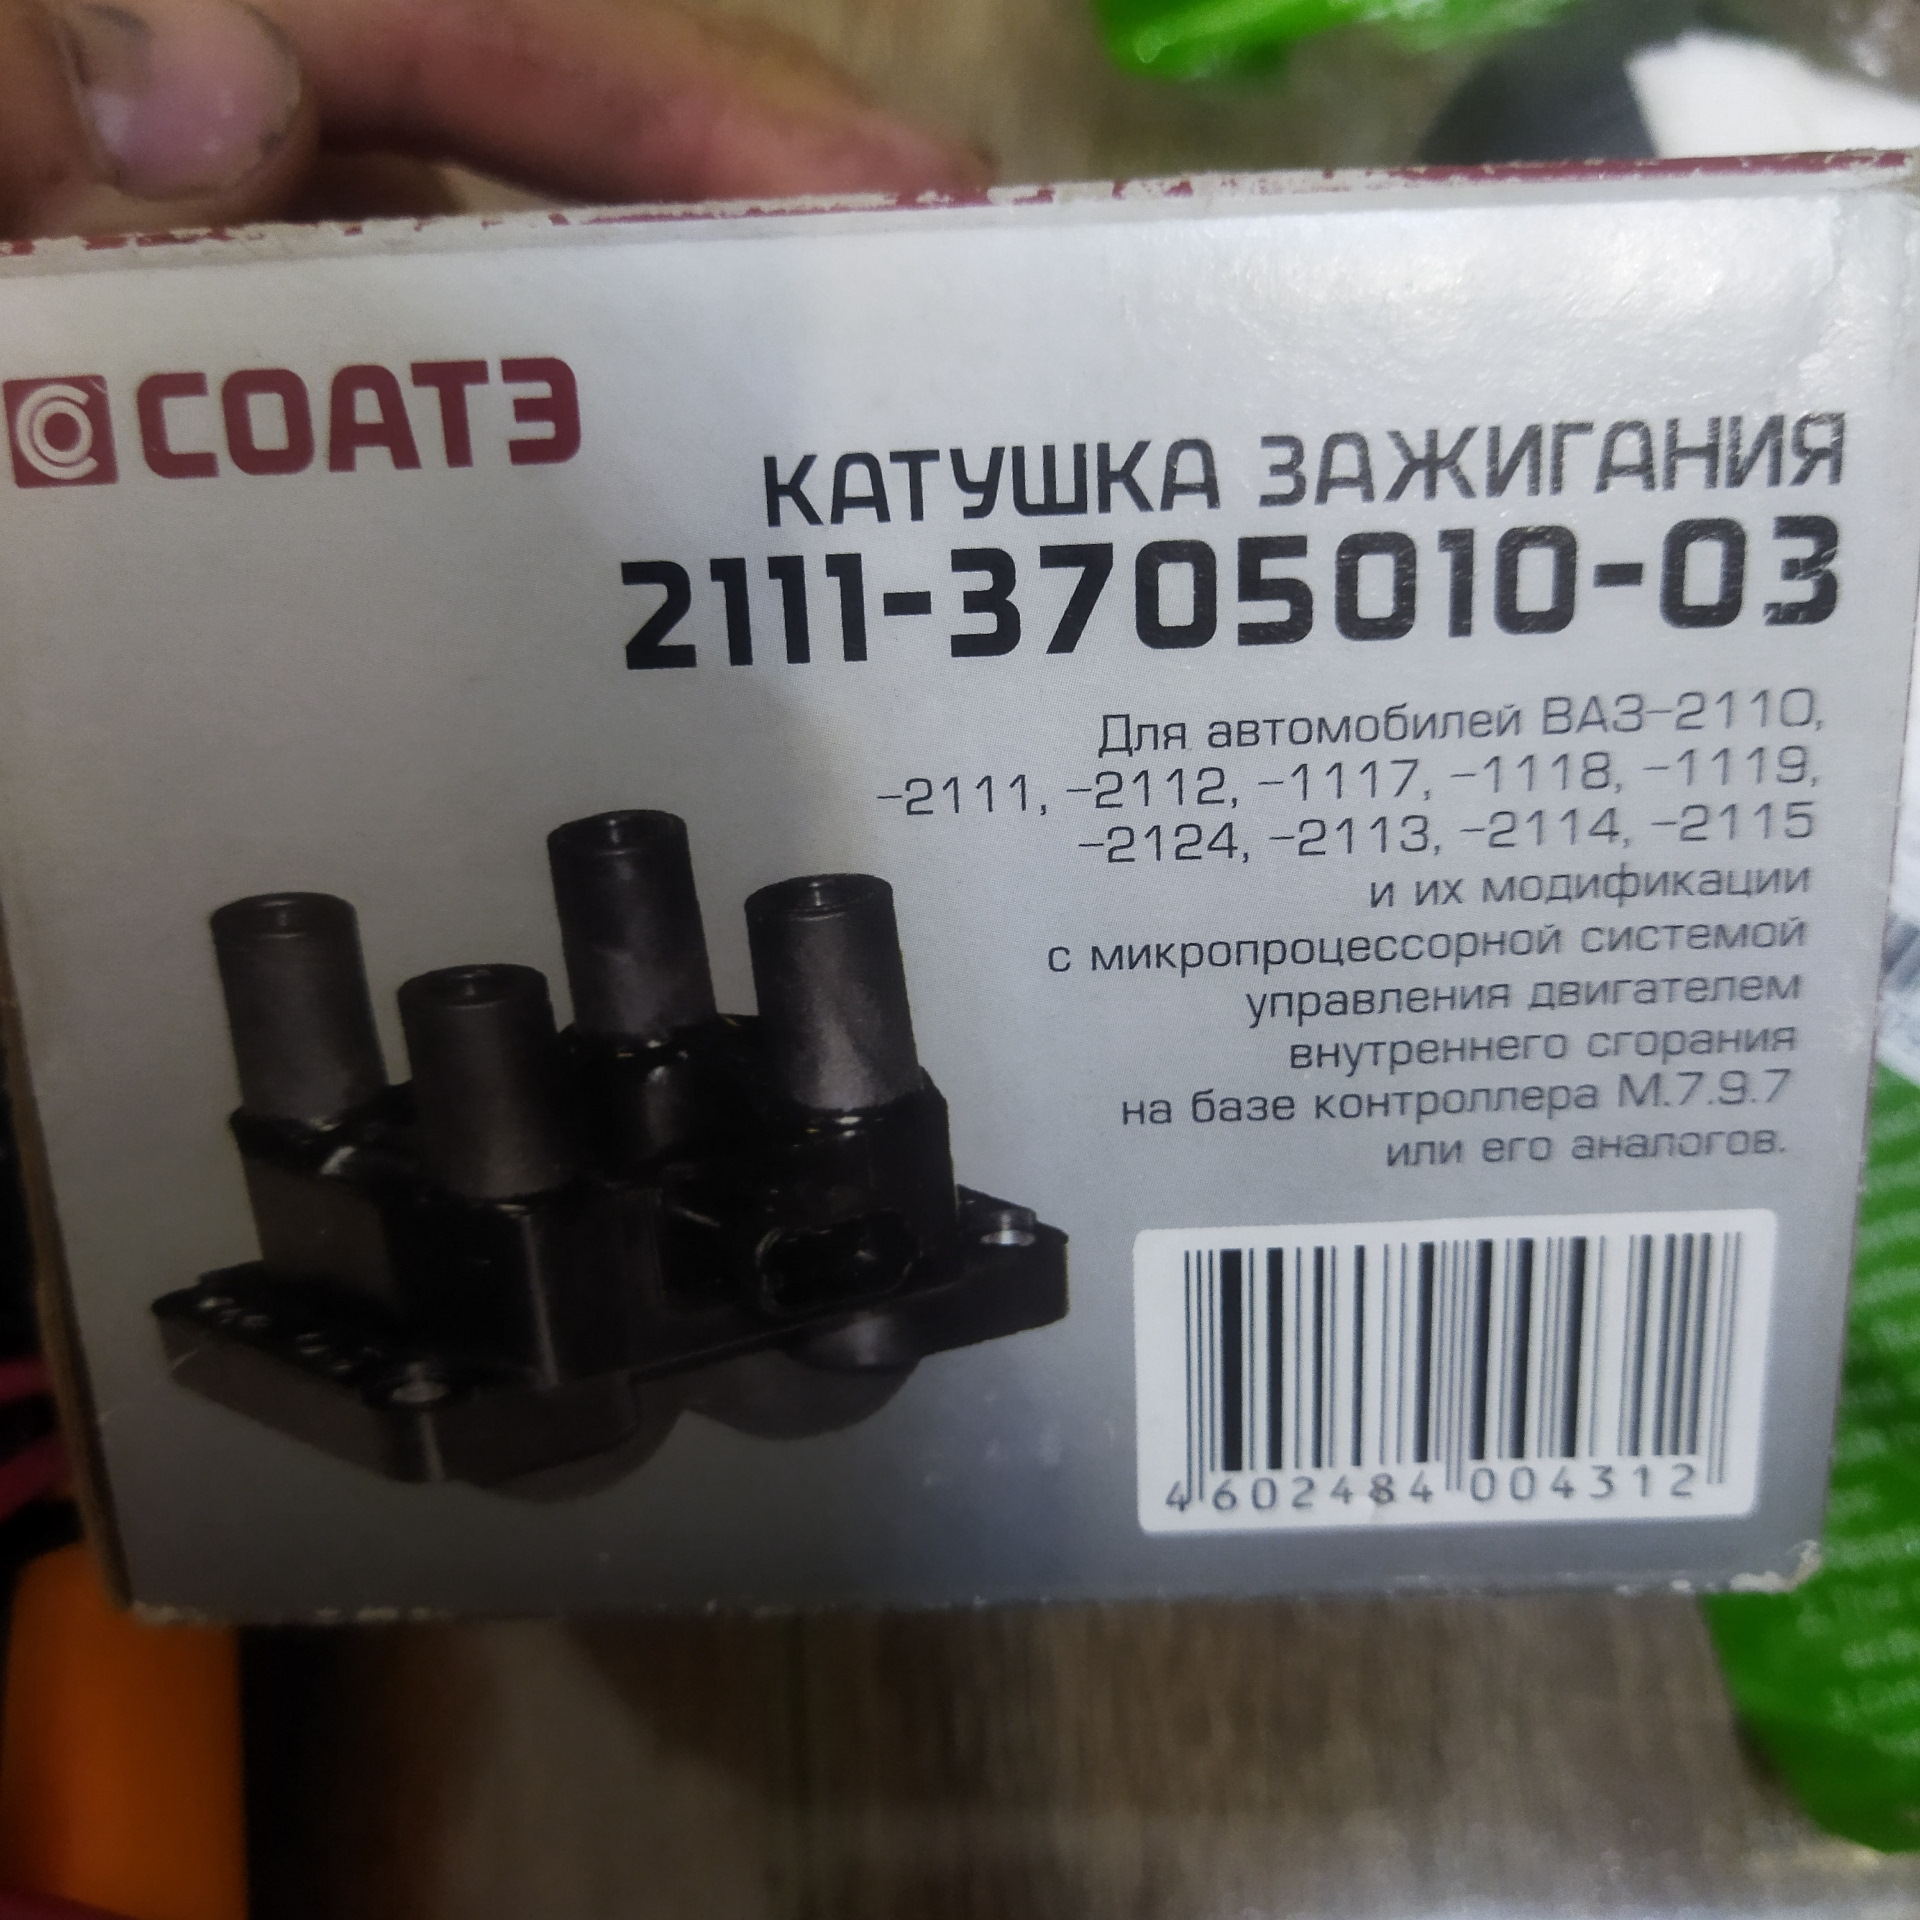 СОАТЭ
КАТУШКА ЗАЖИГАНИЯ
2111-3705010-03
Для автомобилей ВАЗ-2110,
-2111, -2112, -1117, -1118, -1119,
-2124, -2113, -2114, -2115
и их модификации
с микропроцессорной системой
управления двигателем
внутреннего сгорания
на базе контроллера М.7.9.7
или его аналогов.
4 602484 004312